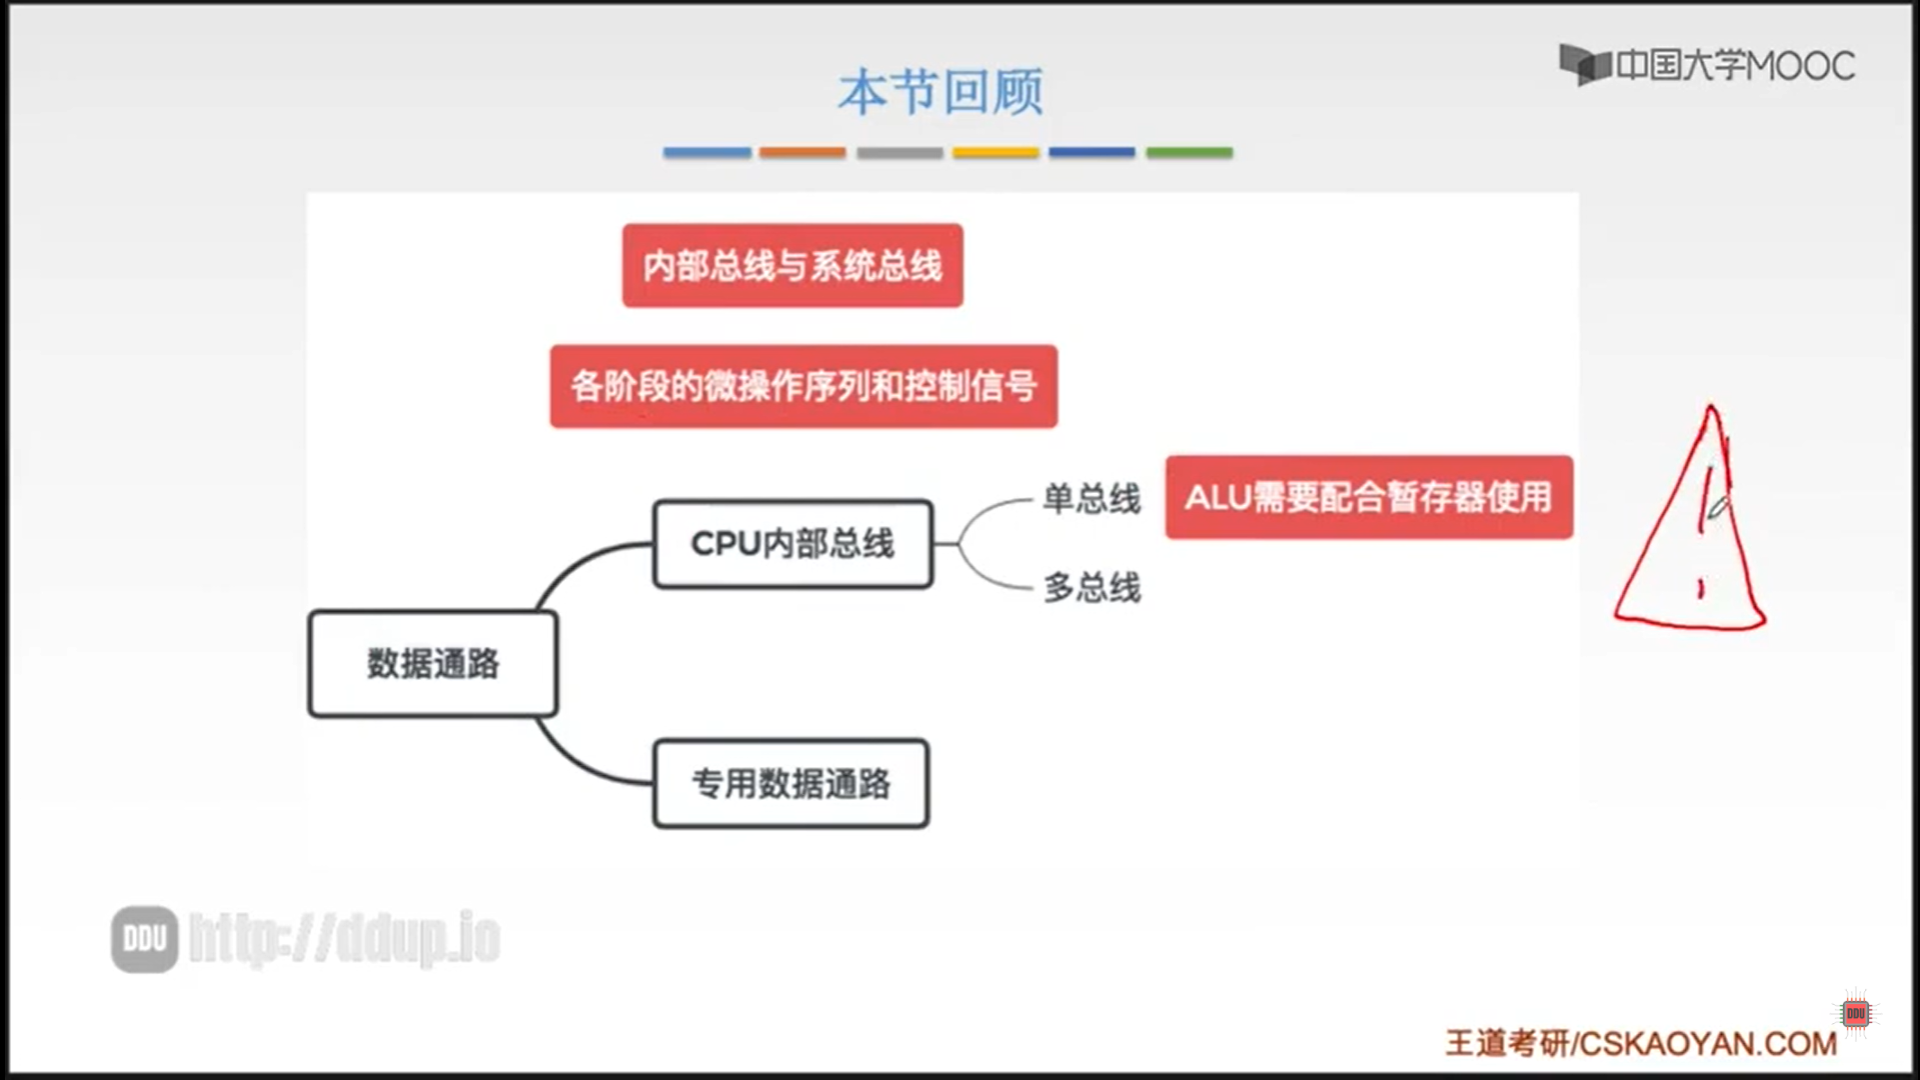 本节回顾
中国大学MOOC
内部总线与系统总线
各阶段的微操作序列和控制信号
单总线
ALU需要配合暂存器使用
CPU内部总线
多总线
数据通路
专用数据通路
DDU http://ddup.io
DDU
王道考研/CSKAOYAN.COM